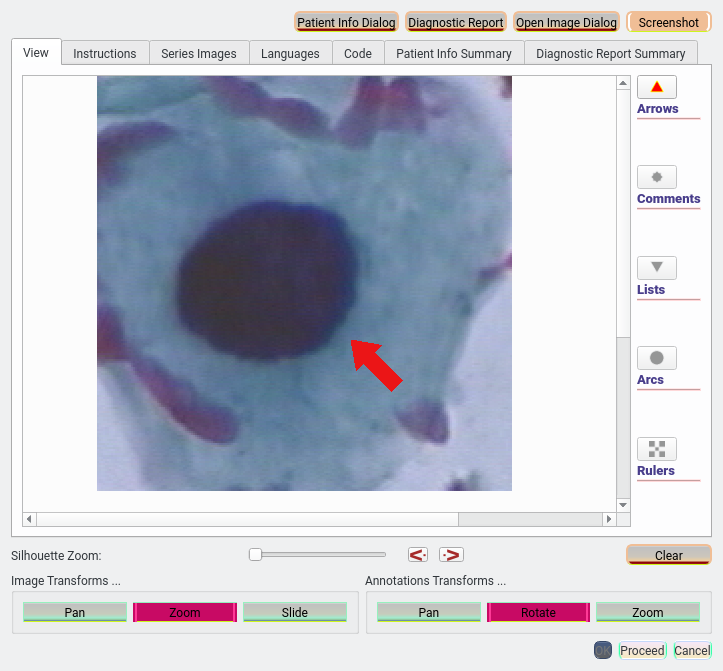 Patient Info Dialog Diagnostic Report Open Image Dialog Screenshot
View Instructions Series Images Languages Code Patient Info Summary Diagnostic Report Summary
Arrows
Comments
Lists
Arcs
Rulers
Silhouette Zoom: Clear
Image Transforms ... Annotations Transforms ...
Pan Zoom Slide Pan Rotate Zoom
OK Proceed Cancel